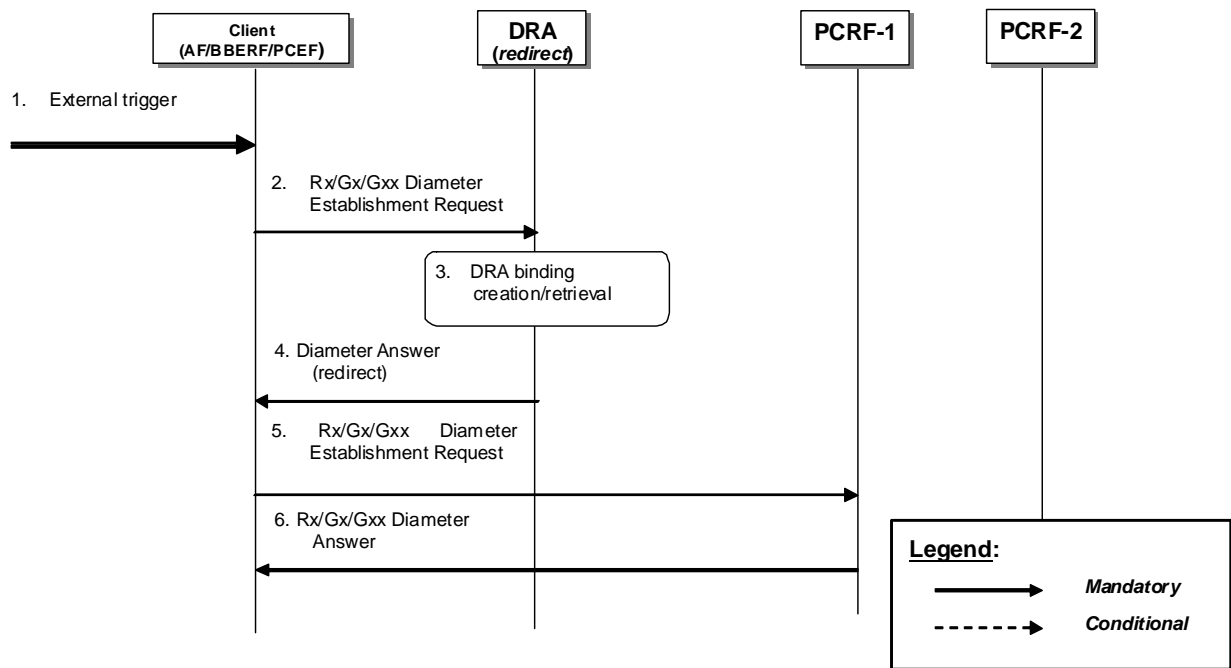 Client
(AF/BBERF/PCEF)
DRA
(redirect)
PCRF-1
PCRF-2
1. External trigger
2. Rx/Gx/Gxx Diameter
Establishment Request
3. DRA binding
creation/retrieval
4. Diameter Answer
(redirect)
5. Rx/Gx/Gxx Diameter
Establishment Request
6. Rx/Gx/Gxx Diameter
Answer
Legend:
Mandatory
Conditional